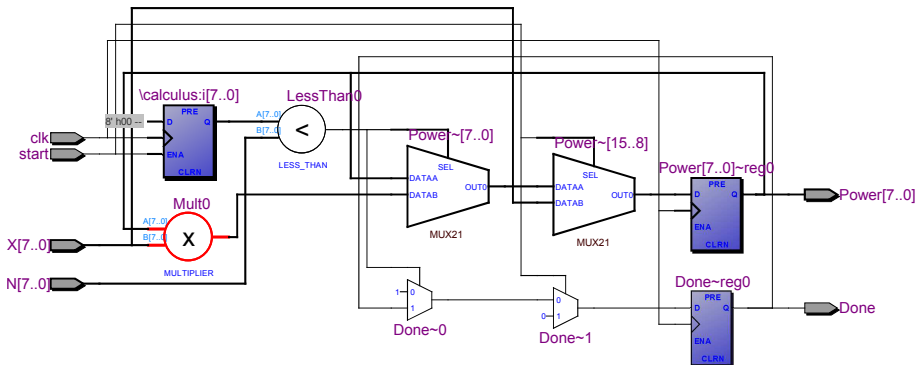 \calculus:i[7..0]
PRE
D
Q
ENA
CLRN
8' h00 --
clk
start
LessThan0
A[7..0]
B[7..0]
<
LESS_THAN
Power~[7..0]
SEL
DATAA
DATAB
OUT0
MUX21
Power~[15..8]
SEL
DATAA
DATAB
OUT0
MUX21
Power[7..0]~reg0
PRE
D
Q
ENA
CLRN
Power[7..0]
Mult0
A[7..0]
B[7..0]
X
MULTIPLIER
X[7..0]
N[7..0]
1
0
1
Done~0
0
0
1
Done~1
Done~reg0
PRE
D
Q
ENA
CLRN
Done